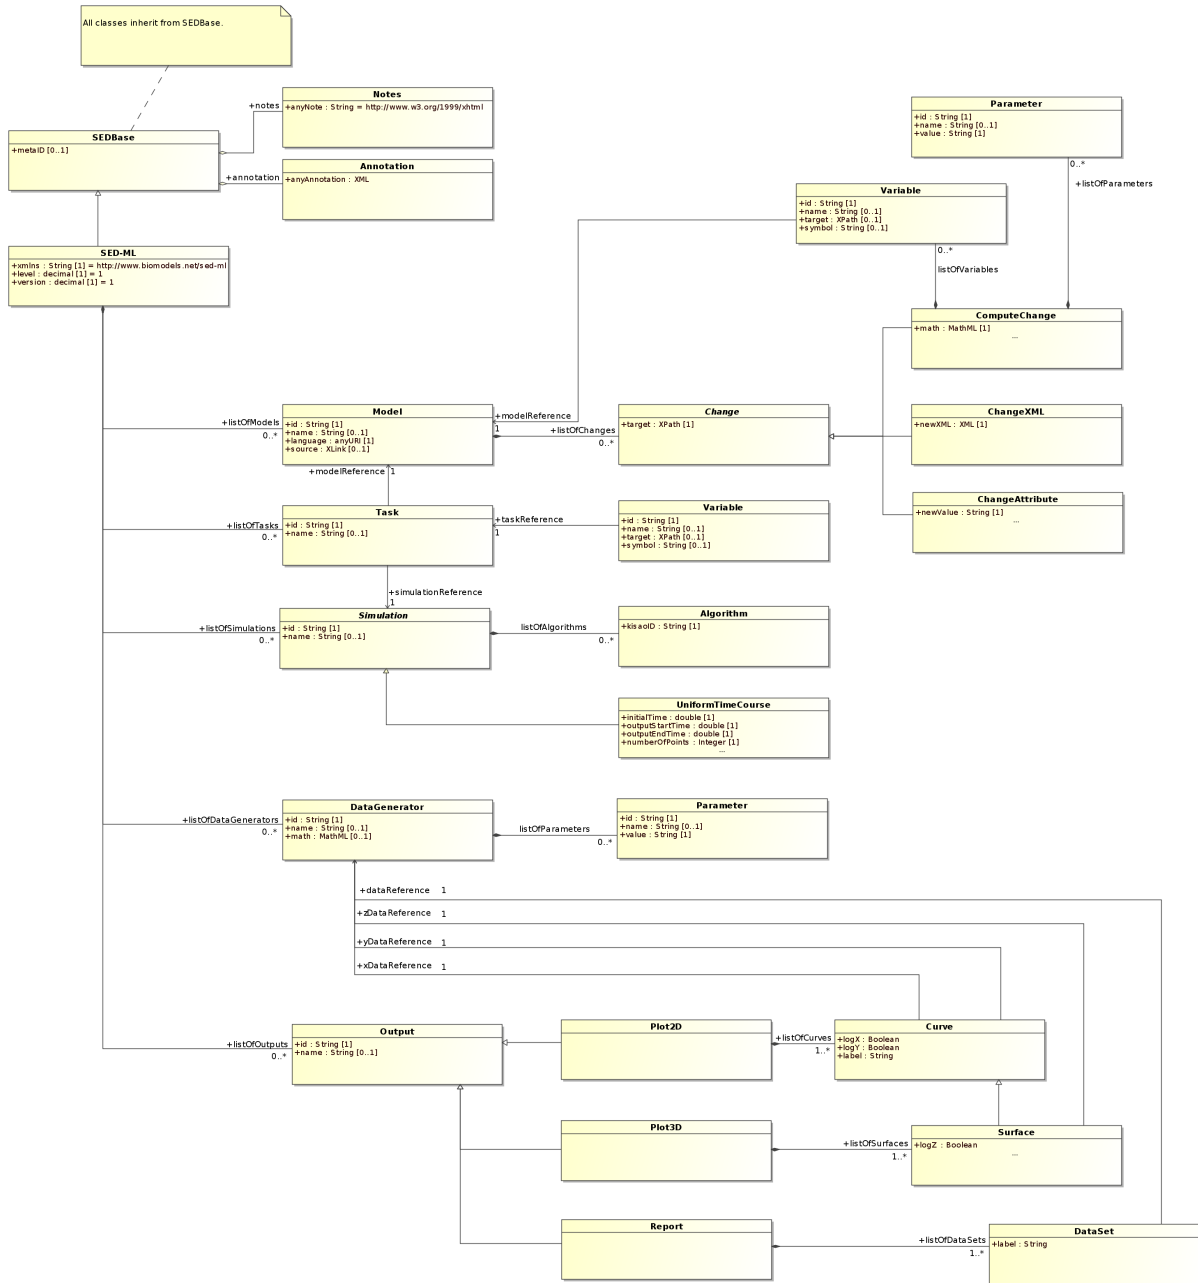 All classes inherit from SEDBase.
Notes
+anyNote : String = http://www.w3.org/1999/xhtml
+notes
SEDBase
+metaID [0..1]
Annotation
+anyAnnotation : XML
+annotation
Parameter
+id : String [1]
+name : String [0..1]
+value : String [1]
0..*
+listOfParameters
Variable
+id : String [1]
+name : String [0..1]
+target : XPath [0..1]
+symbol : String [0..1]
0..*
listOfVariables
SED-ML
+xmlns : String [1] = http://www.biomodels.net/sed-ml
+level : decimal [1] = 1
+version : decimal [1] = 1
ComputeChange
+math : MathML [1]
...
+listOfModels
0..*
Model
+id : String [1]
+name : String [0..1]
+language : anyURI [1]
+source : XLink [0..1]
+modelReference
1
+listOfChanges
0..*
Change
+target : XPath [1]
ChangeXML
+newXML : XML [1]
+modelReference
1
ChangeAttribute
+newValue : String [1]
...
+listOfTasks
0..*
Task
+id : String [1]
+name : String [0..1]
+taskReference
1
Variable
+id : String [1]
+name : String [0..1]
+target : XPath [0..1]
+symbol : String [0..1]
+simulationReference
1
+listOfSimulations
0..*
Simulation
+id : String [1]
+name : String [0..1]
listOfAlgorithms
0..*
Algorithm
+kisaoID : String [1]
UniformTimeCourse
+initialTime : double [1]
+outputStartTime : double [1]
+outputEndTime : double [1]
+numberOfPoints : Integer [1]
...
+listOfDataGenerators
0..*
DataGenerator
+id : String [1]
+name : String [0..1]
+math : MathML [0..1]
listOfParameters
0..*
Parameter
+id : String [1]
+name : String [0..1]
+value : String [1]
+dataReference 1
+zDataReference 1
+yDataReference 1
+xDataReference 1
+listOfOutputs
0..*
Output
+id : String [1]
+name : String [0..1]
Plot2D
+listOfCurves
1..*
Curve
+logX : Boolean
+logY : Boolean
+label : String
Plot3D
+listOfSurfaces
1..*
Surface
+logZ : Boolean
...
Report
+listOfDataSets
1..*
DataSet
+label : String